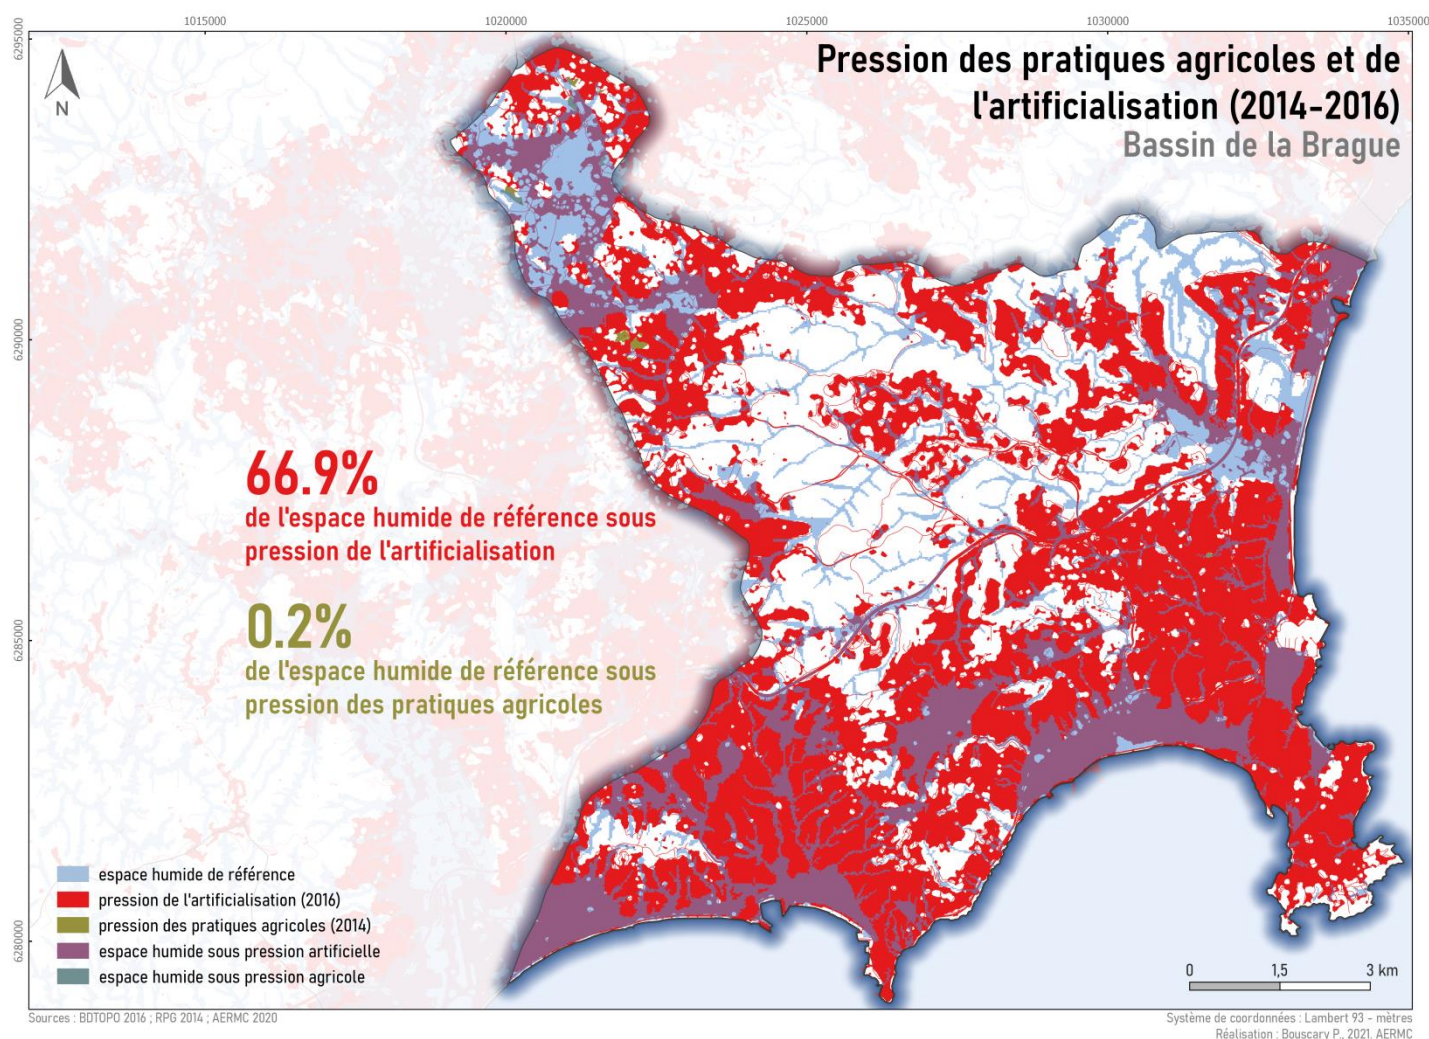 1015000
1020000
1025000
1030000
1035000
6295000
6290000
6285000
6280000
N
Pression des pratiques agricoles et de
l'artificialisation (2014-2016)
Bassin de la Brague
66.9%
de l'espace humide de référence sous
pression de l'artificialisation
0.2%
de l'espace humide de référence sous
pression des pratiques agricoles
espace humide de référence
pression de l'artificialisation (2016)
pression des pratiques agricoles (2014)
espace humide sous pression artificielle
espace humide sous pression agricole
0 1,5 3 km
Sources : BDTOPO 2016 ; RPG 2014 ; AERMC 2020
Système de coordonnées : Lambert 93 - mètres
Réalisation : Bouscary P., 2021, AERMC